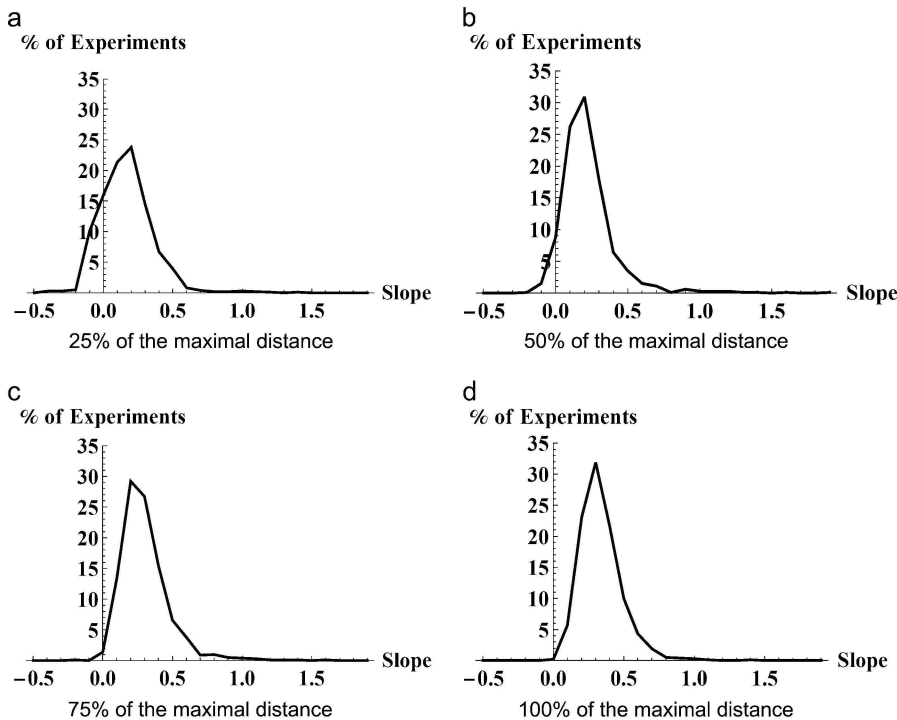 a
% of Experiments
35
30
25
20
15
10
5
−0.5 0.0 0.5 1.0 1.5 Slope
25% of the maximal distance
b
% of Experiments
35
30
25
20
15
10
5
−0.5 0.0 0.5 1.0 1.5 Slope
50% of the maximal distance
c
% of Experiments
35
30
25
20
15
10
5
−0.5 0.0 0.5 1.0 1.5 Slope
75% of the maximal distance
d
% of Experiments
35
30
25
20
15
10
5
−0.5 0.0 0.5 1.0 1.5 Slope
100% of the maximal distance